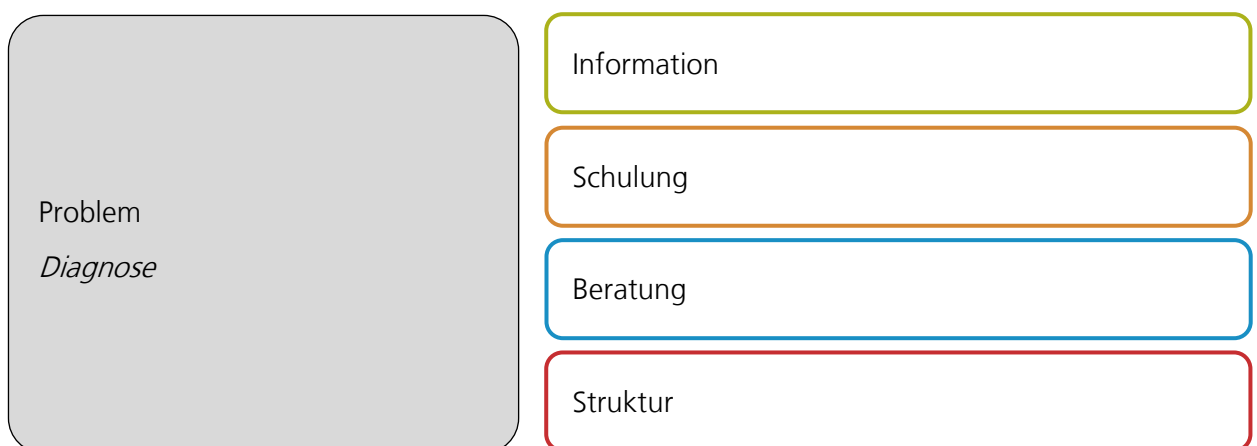 Problem
Diagnose
Information
Schulung
Beratung
Struktur